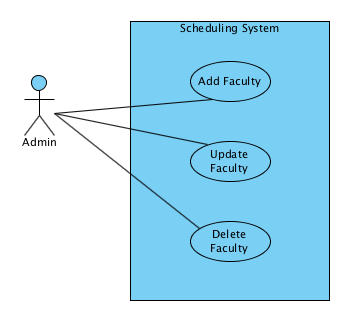 Scheduling System
Add Faculty
Admin
Update
Faculty
Delete
Faculty